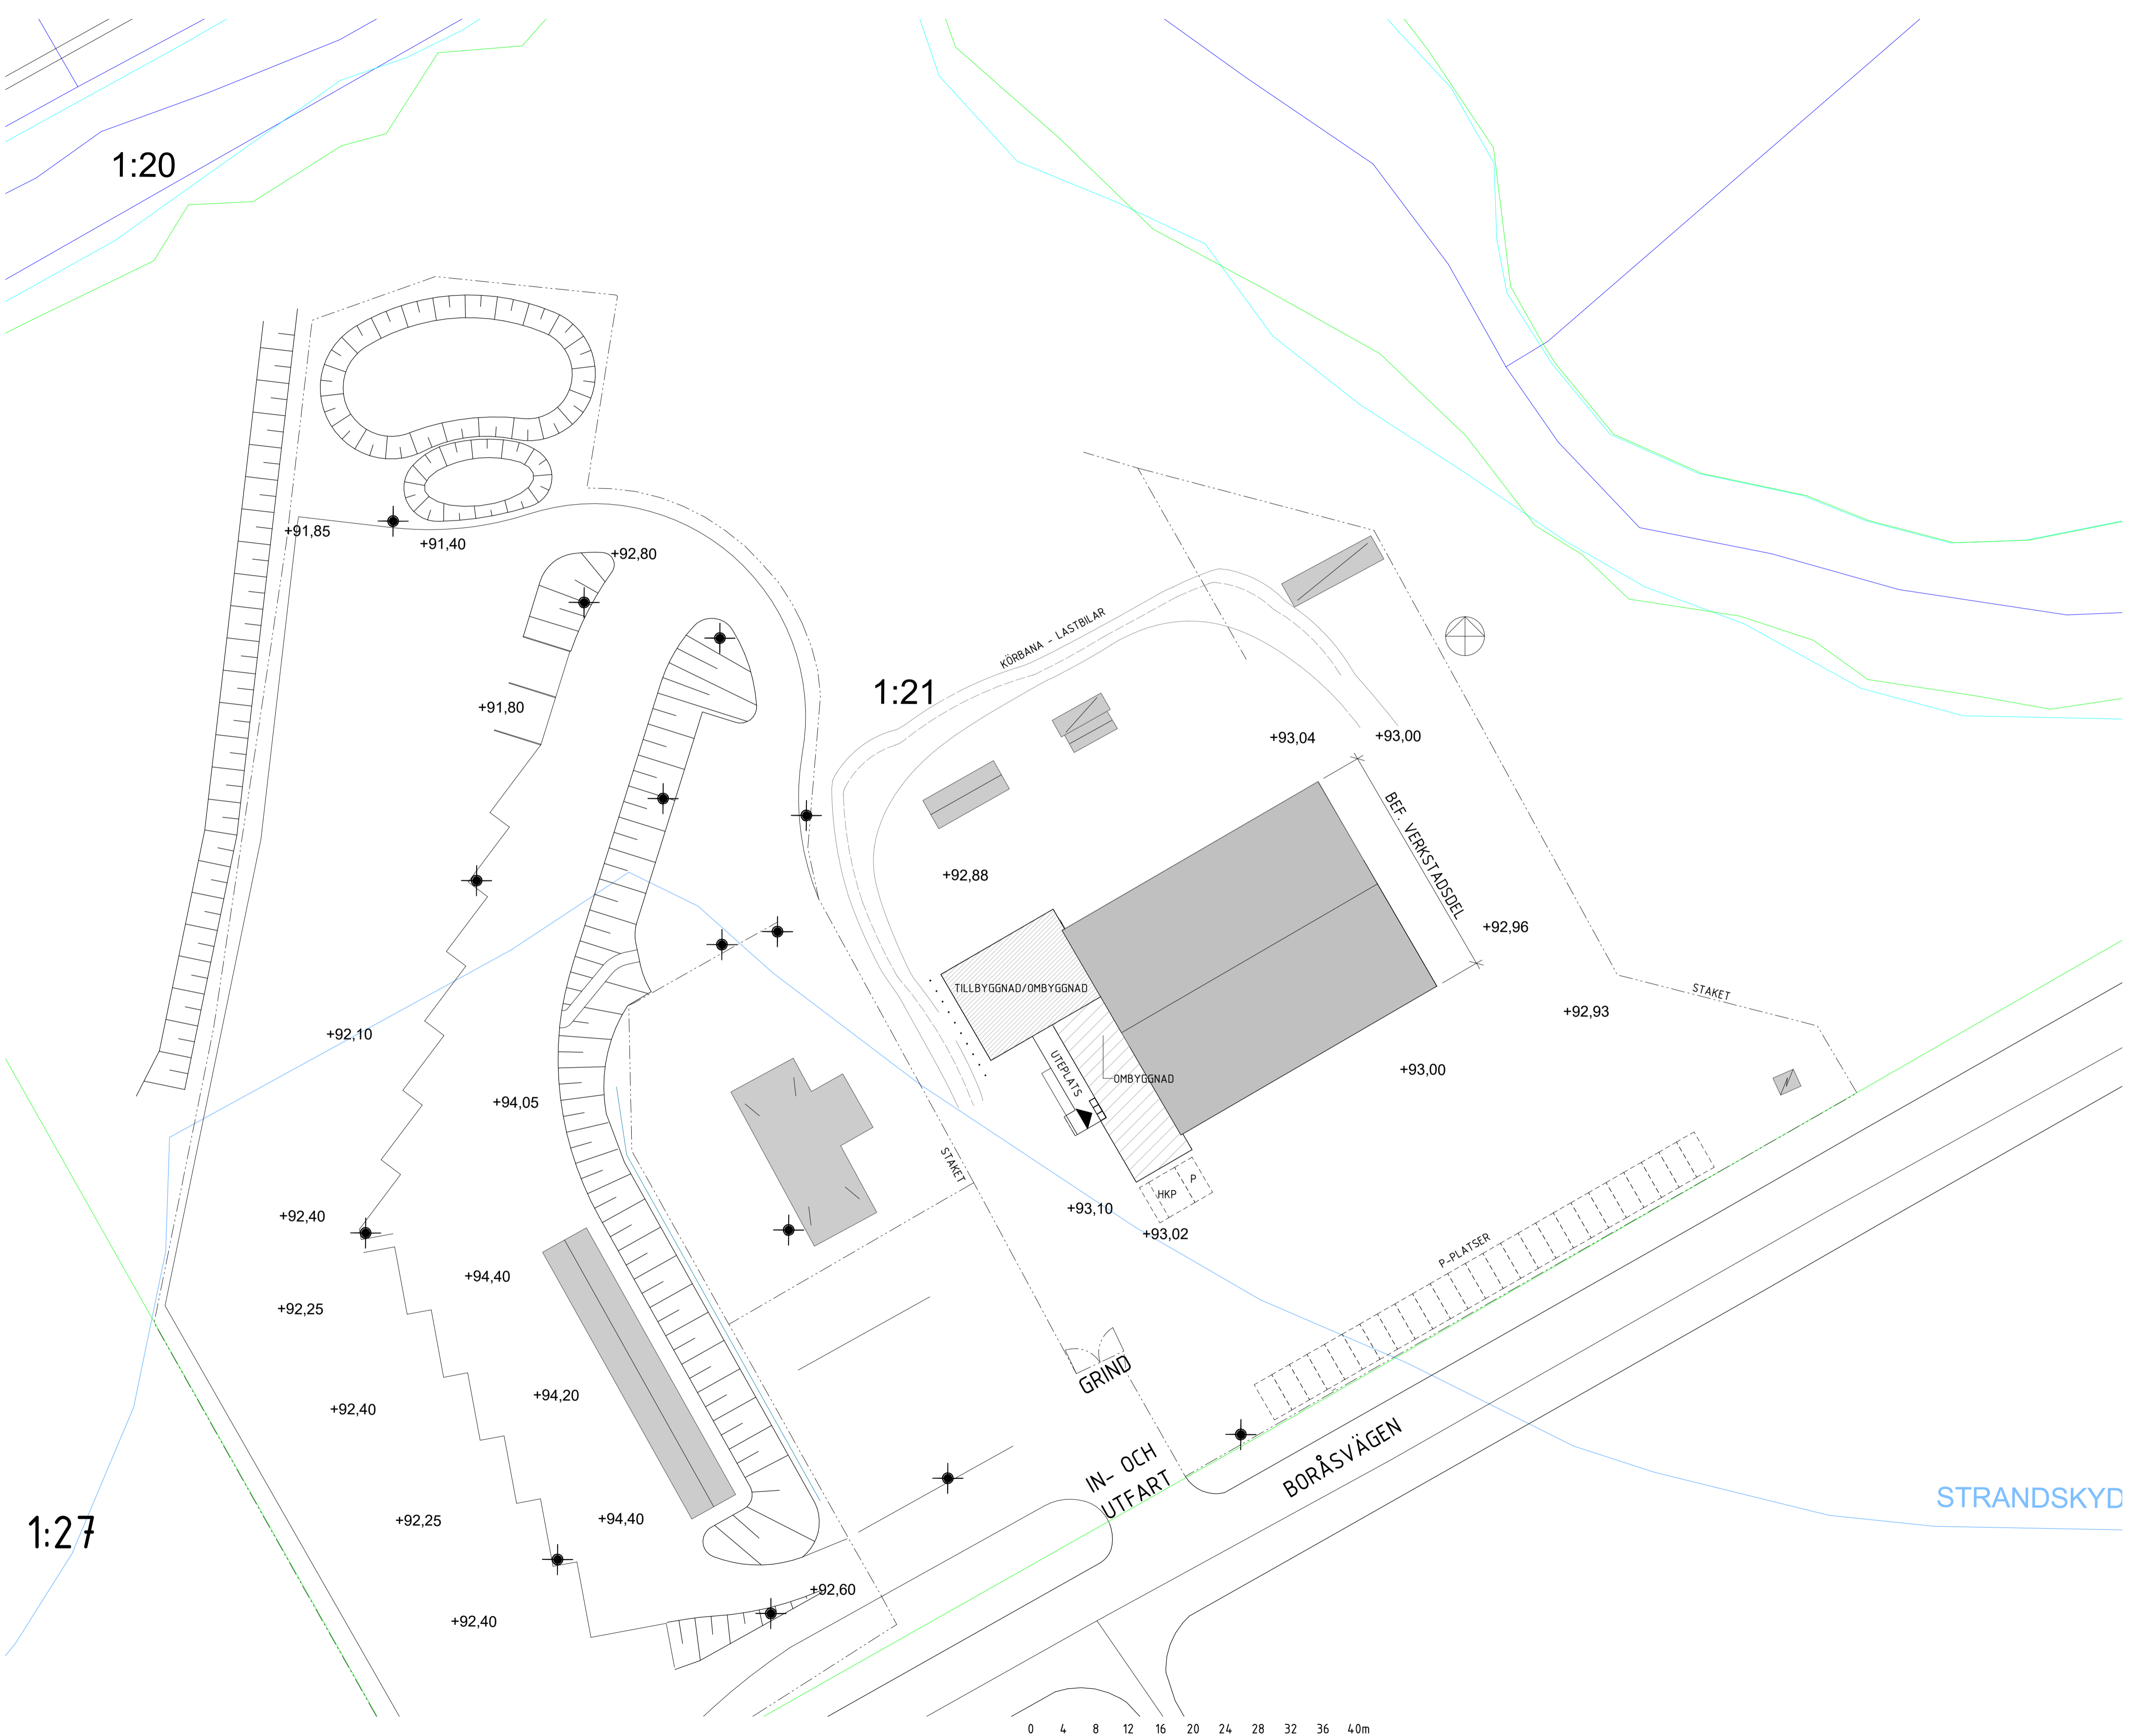 1:20
+91,85
+91,40
+92,80
KÖRBANA - LASTBILAR
1:21
+91,80
+93,04
+93,00
BEF. VERKSTADSDEL
+92,88
+92,96
TILLBYGGNAD/OMBYGGNAD
STAKET
+92,93
+92,10
UTEPLATS
OMBYGGNAD
+93,00
+94,05
STAKET
HKP
P
+92,40
+93,10
+93,02
P-PLATSER
+94,40
+92,25
GRIND
+94,20
+92,40
IN- OCH
UTFART
BORÅSVÄGEN
STRANDSKYD
1:27
+92,25
+94,40
+92,60
+92,40
0 4 8 12 16 20 24 28 32 36 40m